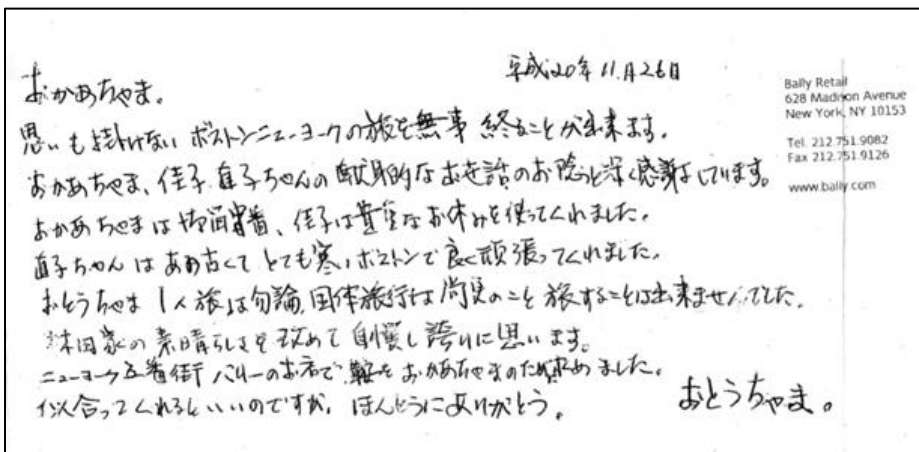 平成20年11月26日
おかあちゃま。
思いも掛けない ボストンニューヨークの旅を無事 終ることが出来ます。
おかあちゃま、佳子、直子ちゃんの献身的なお世話のお陰と深く感謝しています。
おかあちゃまはお留守番、佳子は貴重なお休みを使ってくれました。
直子ちゃんは とても寒いボストンで良く頑張ってくれました。
おとうちゃま 1人旅は勿論、団体旅行は尚更のこと 旅することは出来ませんでした。
家の素晴らしさを改めて自覚し誇りに思います。
ニューヨーク五番街 バリーのお店で 靴を おかあちゃまのため求めました。
似合ってくれるといいのですが、ほんとうにありがとう。
おとうちゃま。
Bally Retail
628 Madison Avenue
New York, NY 10153
Tel. 212.751.9082
Fax 212.751.9126
www.bally.com